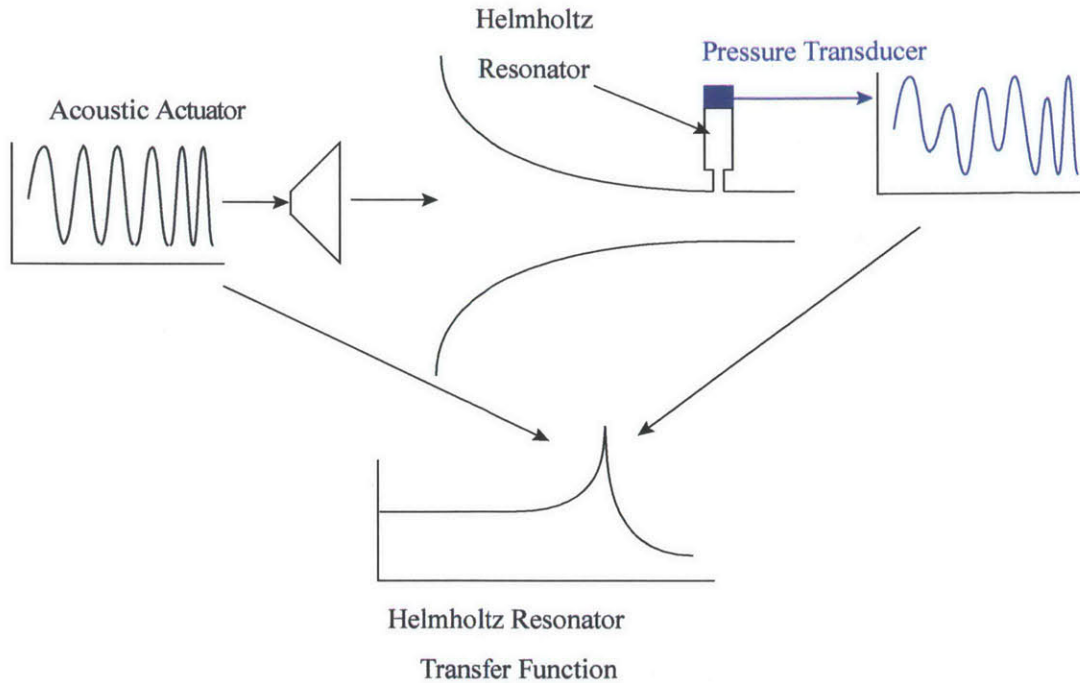 Helmholtz
Resonator
Pressure Transducer
Acoustic Actuator
Helmholtz Resonator
Transfer Function